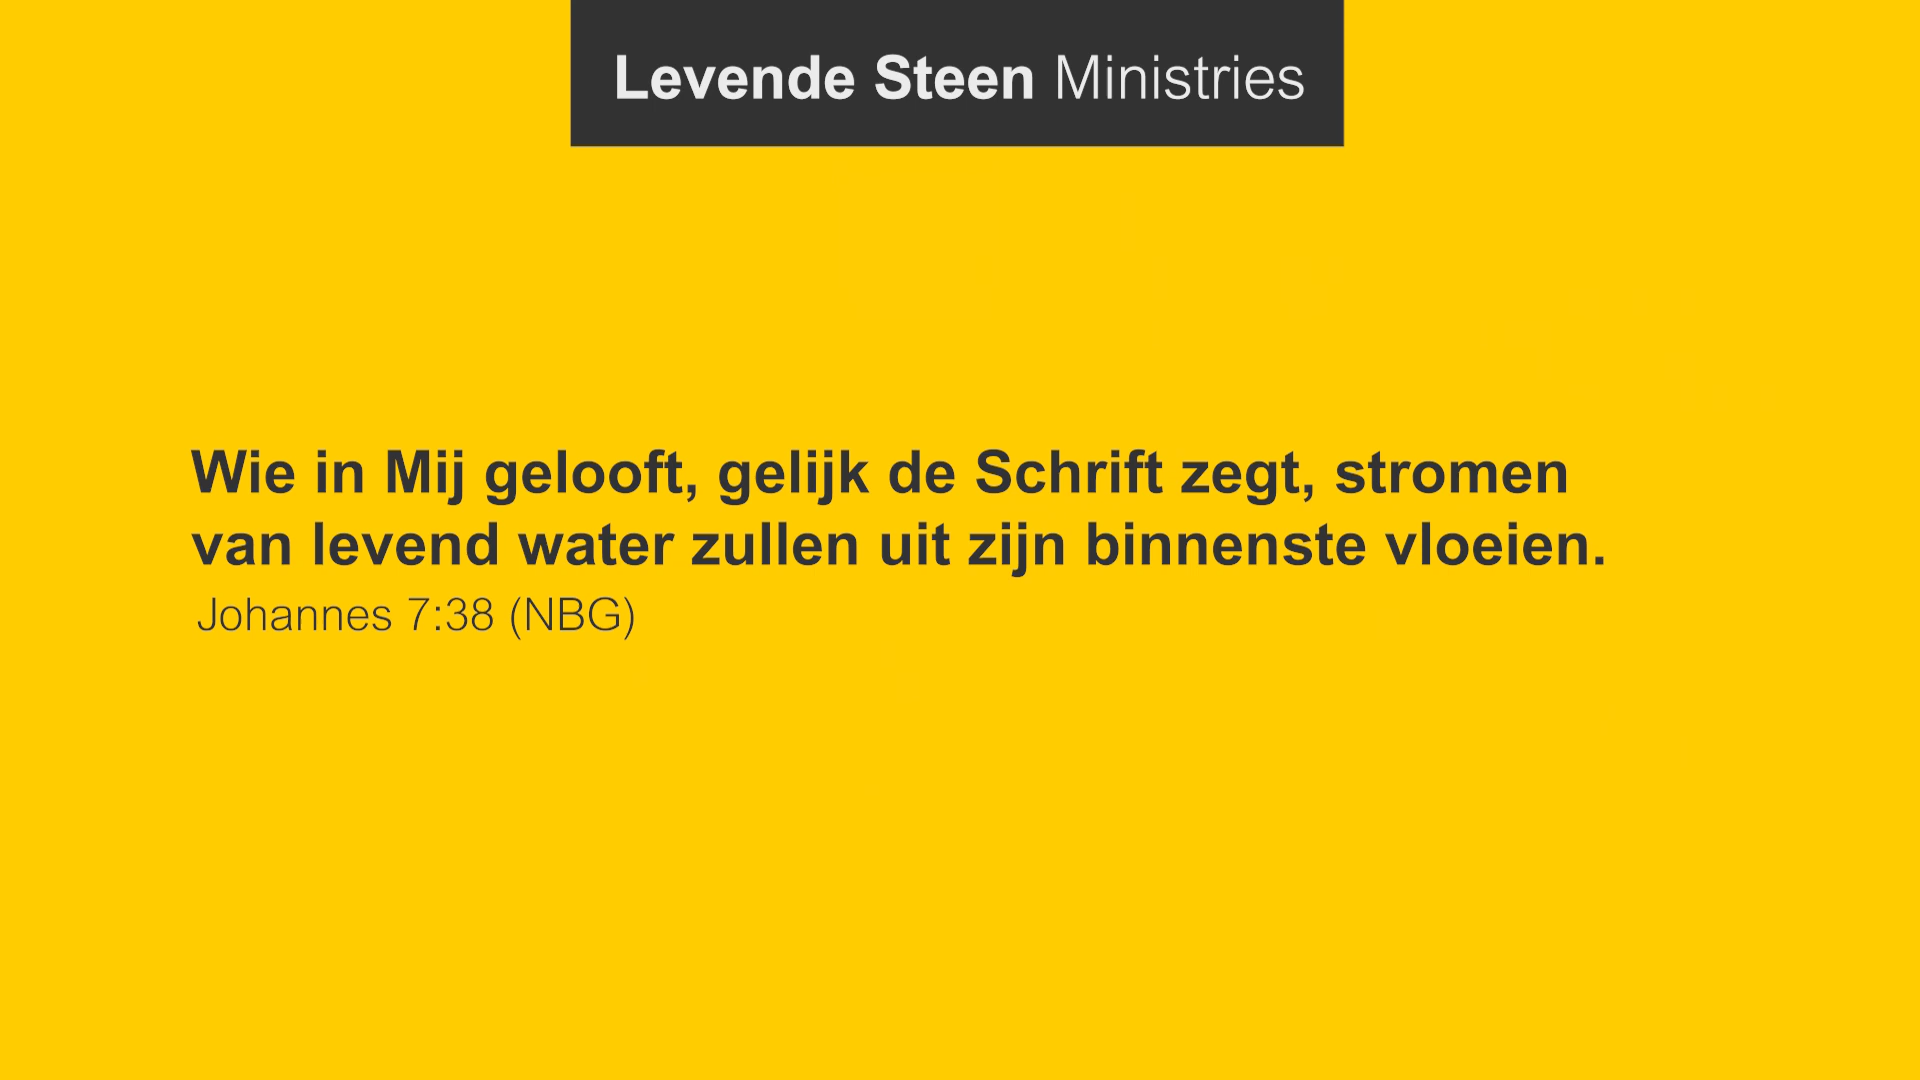 Levende Steen Ministries
Wie in Mij gelooft, gelijk de Schrift zegt, stromen
van levend water zullen uit zijn binnenste vloeien.
Johannes 7:38 (NBG)